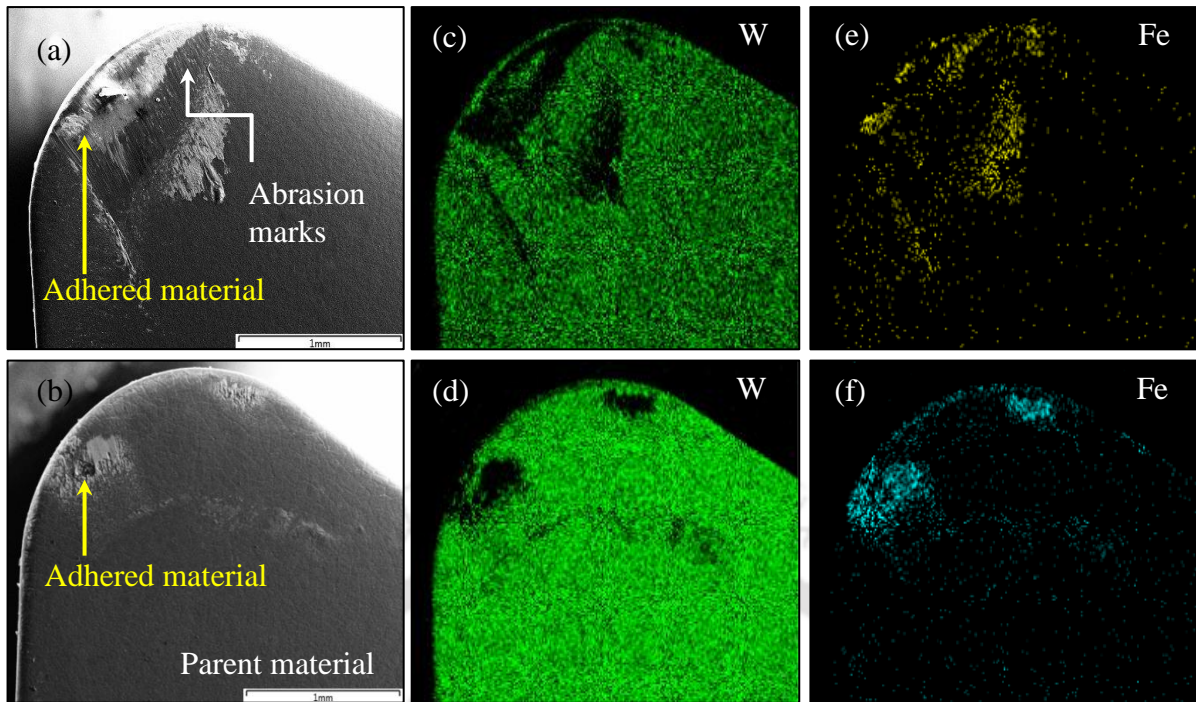 (a)
Abrasion
marks
Adhered material
1mm
(c)
W
(e)
Fe
(b)
Adhered material
Parent material
1mm
(d)
W
(f)
Fe